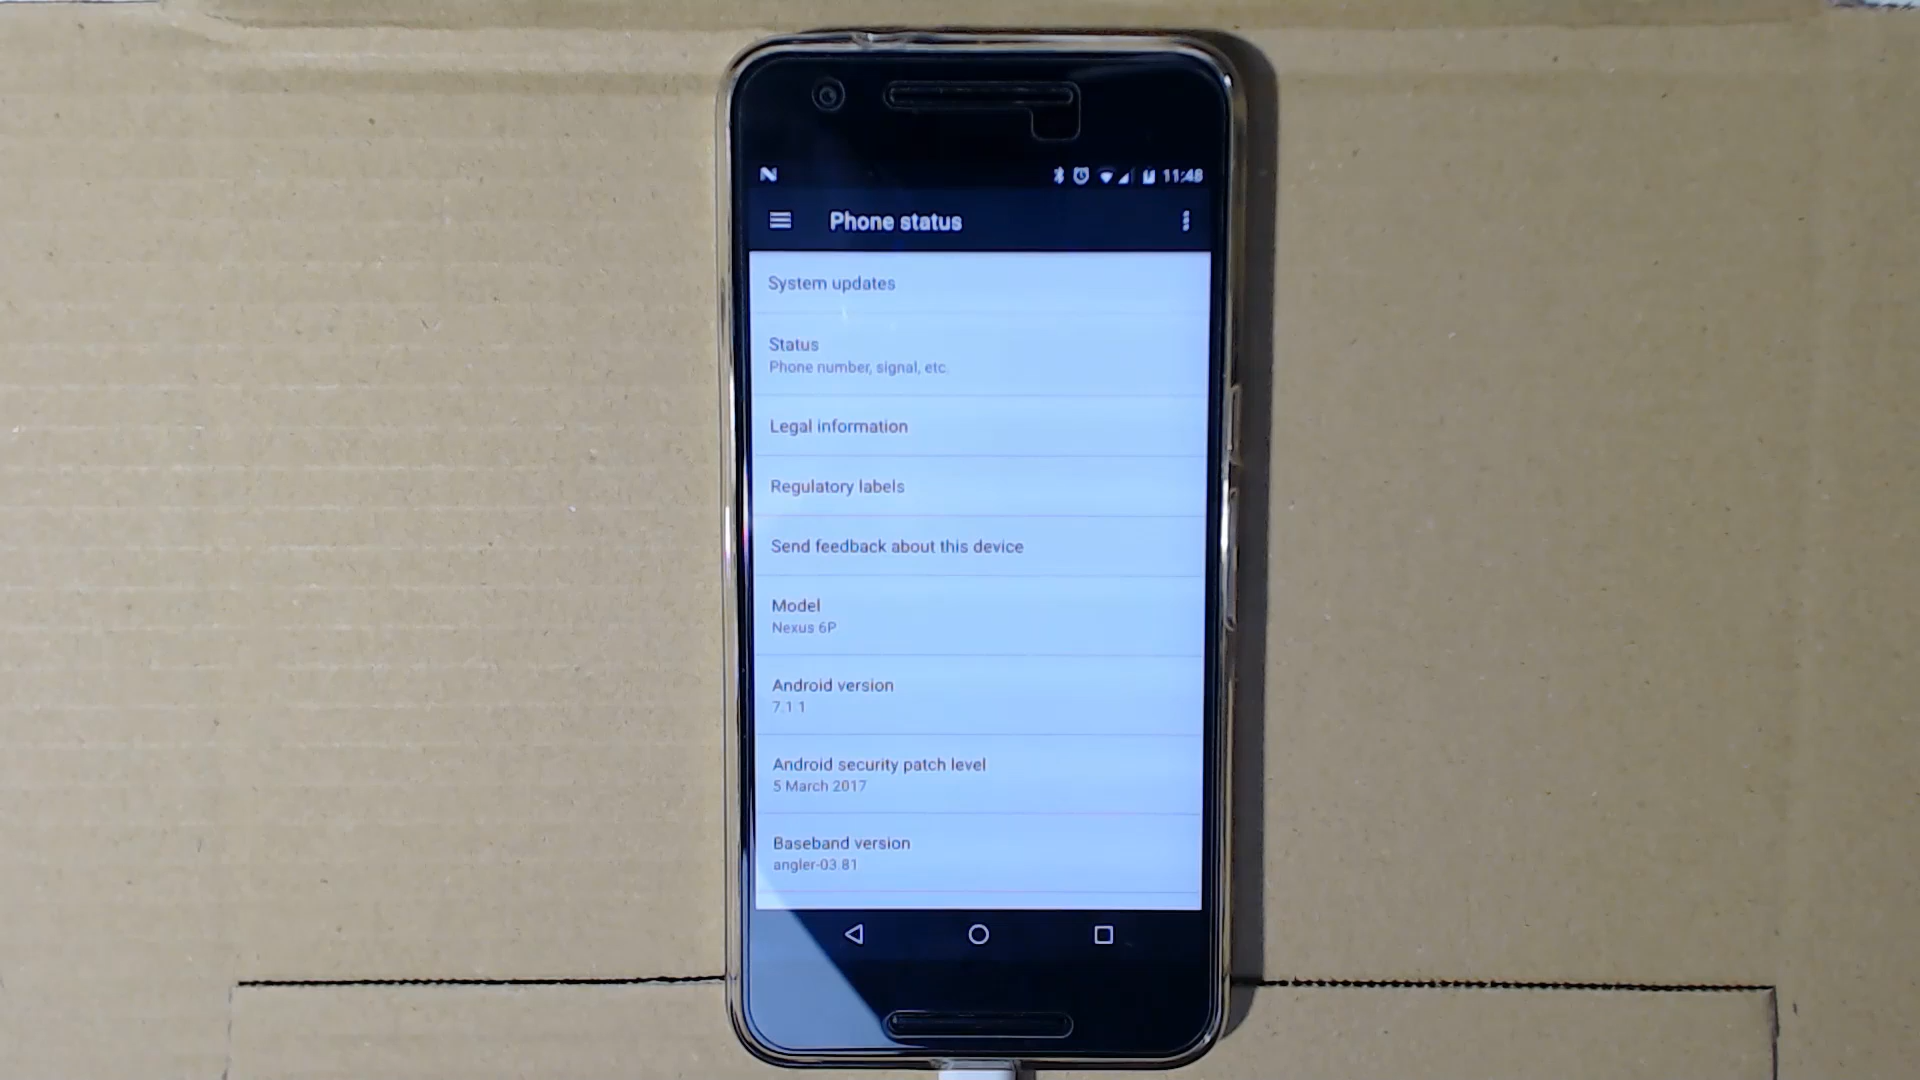 11:48
Phone status
System updates
Status
Phone number, signal, etc.
Legal information
Regulatory labels
Send feedback about this device
Model
Nexus 6P
Android version
7.1.1
Android security patch level
5 March 2017
Baseband version
angler-03.81